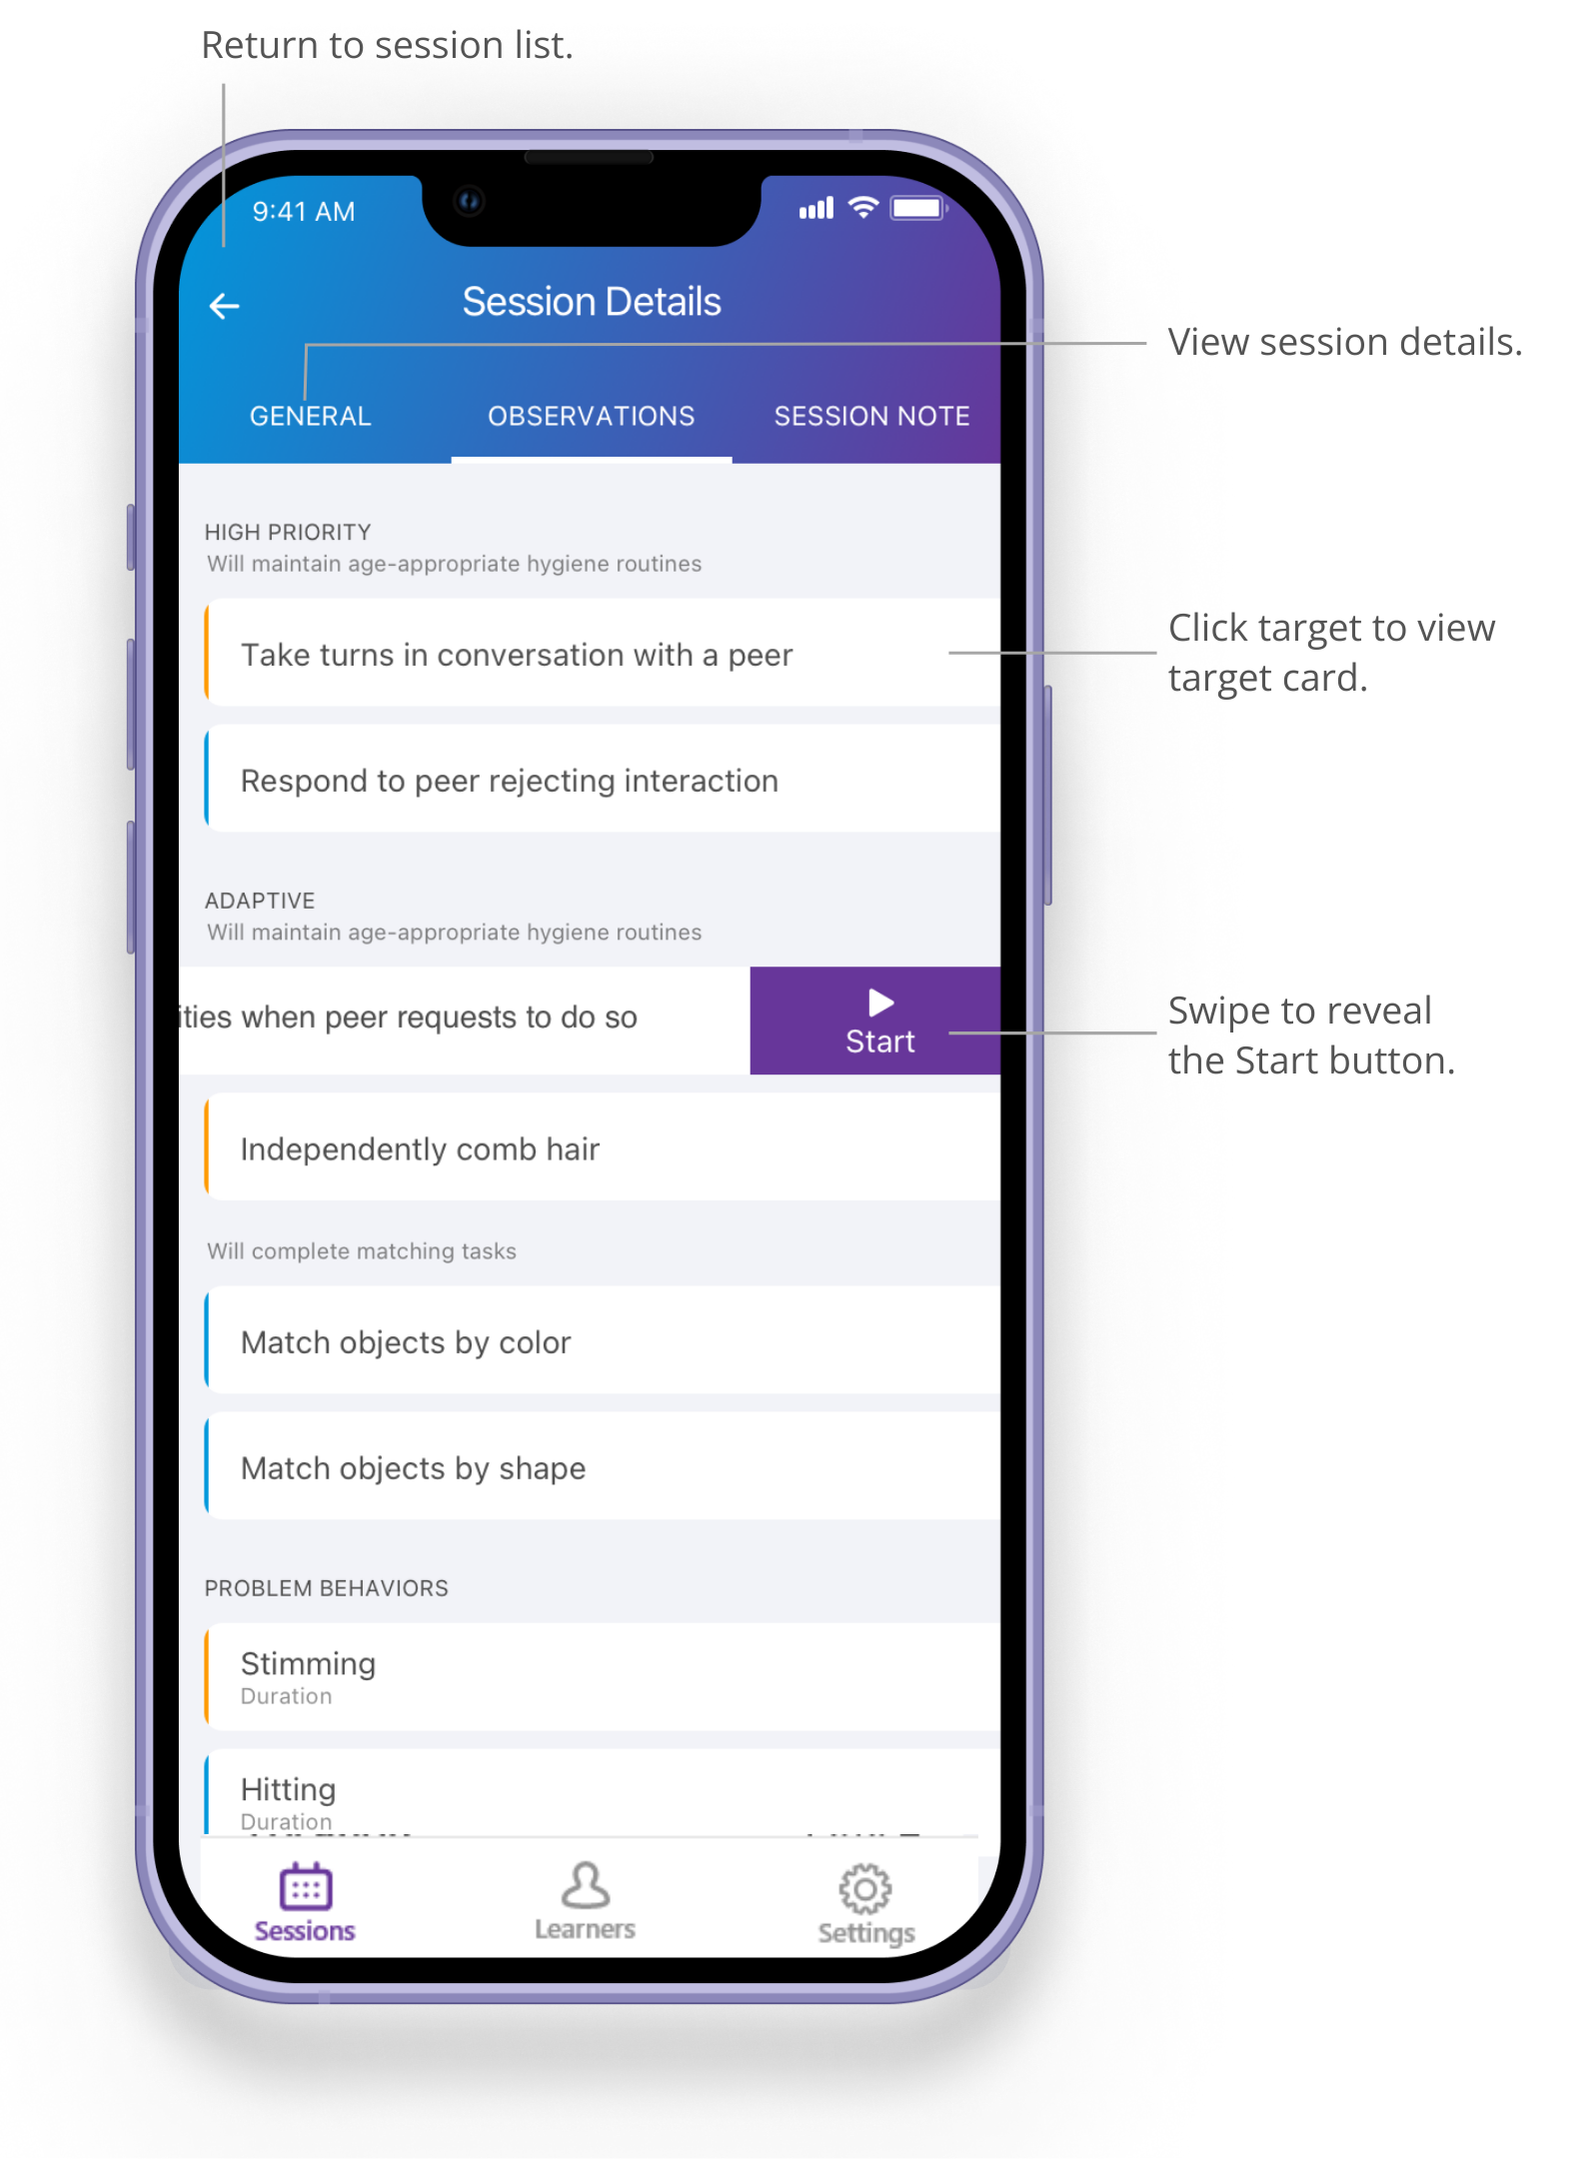 Return to session list.
9:41 AM
Session Details
View session details.
GENERAL
OBSERVATIONS
SESSION NOTE
HIGH PRIORITY
Will maintain age-appropriate hygiene routines
Take turns in conversation with a peer
Click target to view
target card.
Respond to peer rejecting interaction
ADAPTIVE
Will maintain age-appropriate hygiene routines
ities when peer requests to do so
Start
Swipe to reveal
the Start button.
Independently comb hair
Will complete matching tasks
Match objects by color
Match objects by shape
PROBLEM BEHAVIORS
Stimming
Duration
Hitting
Duration
Sessions
Learners
Settings